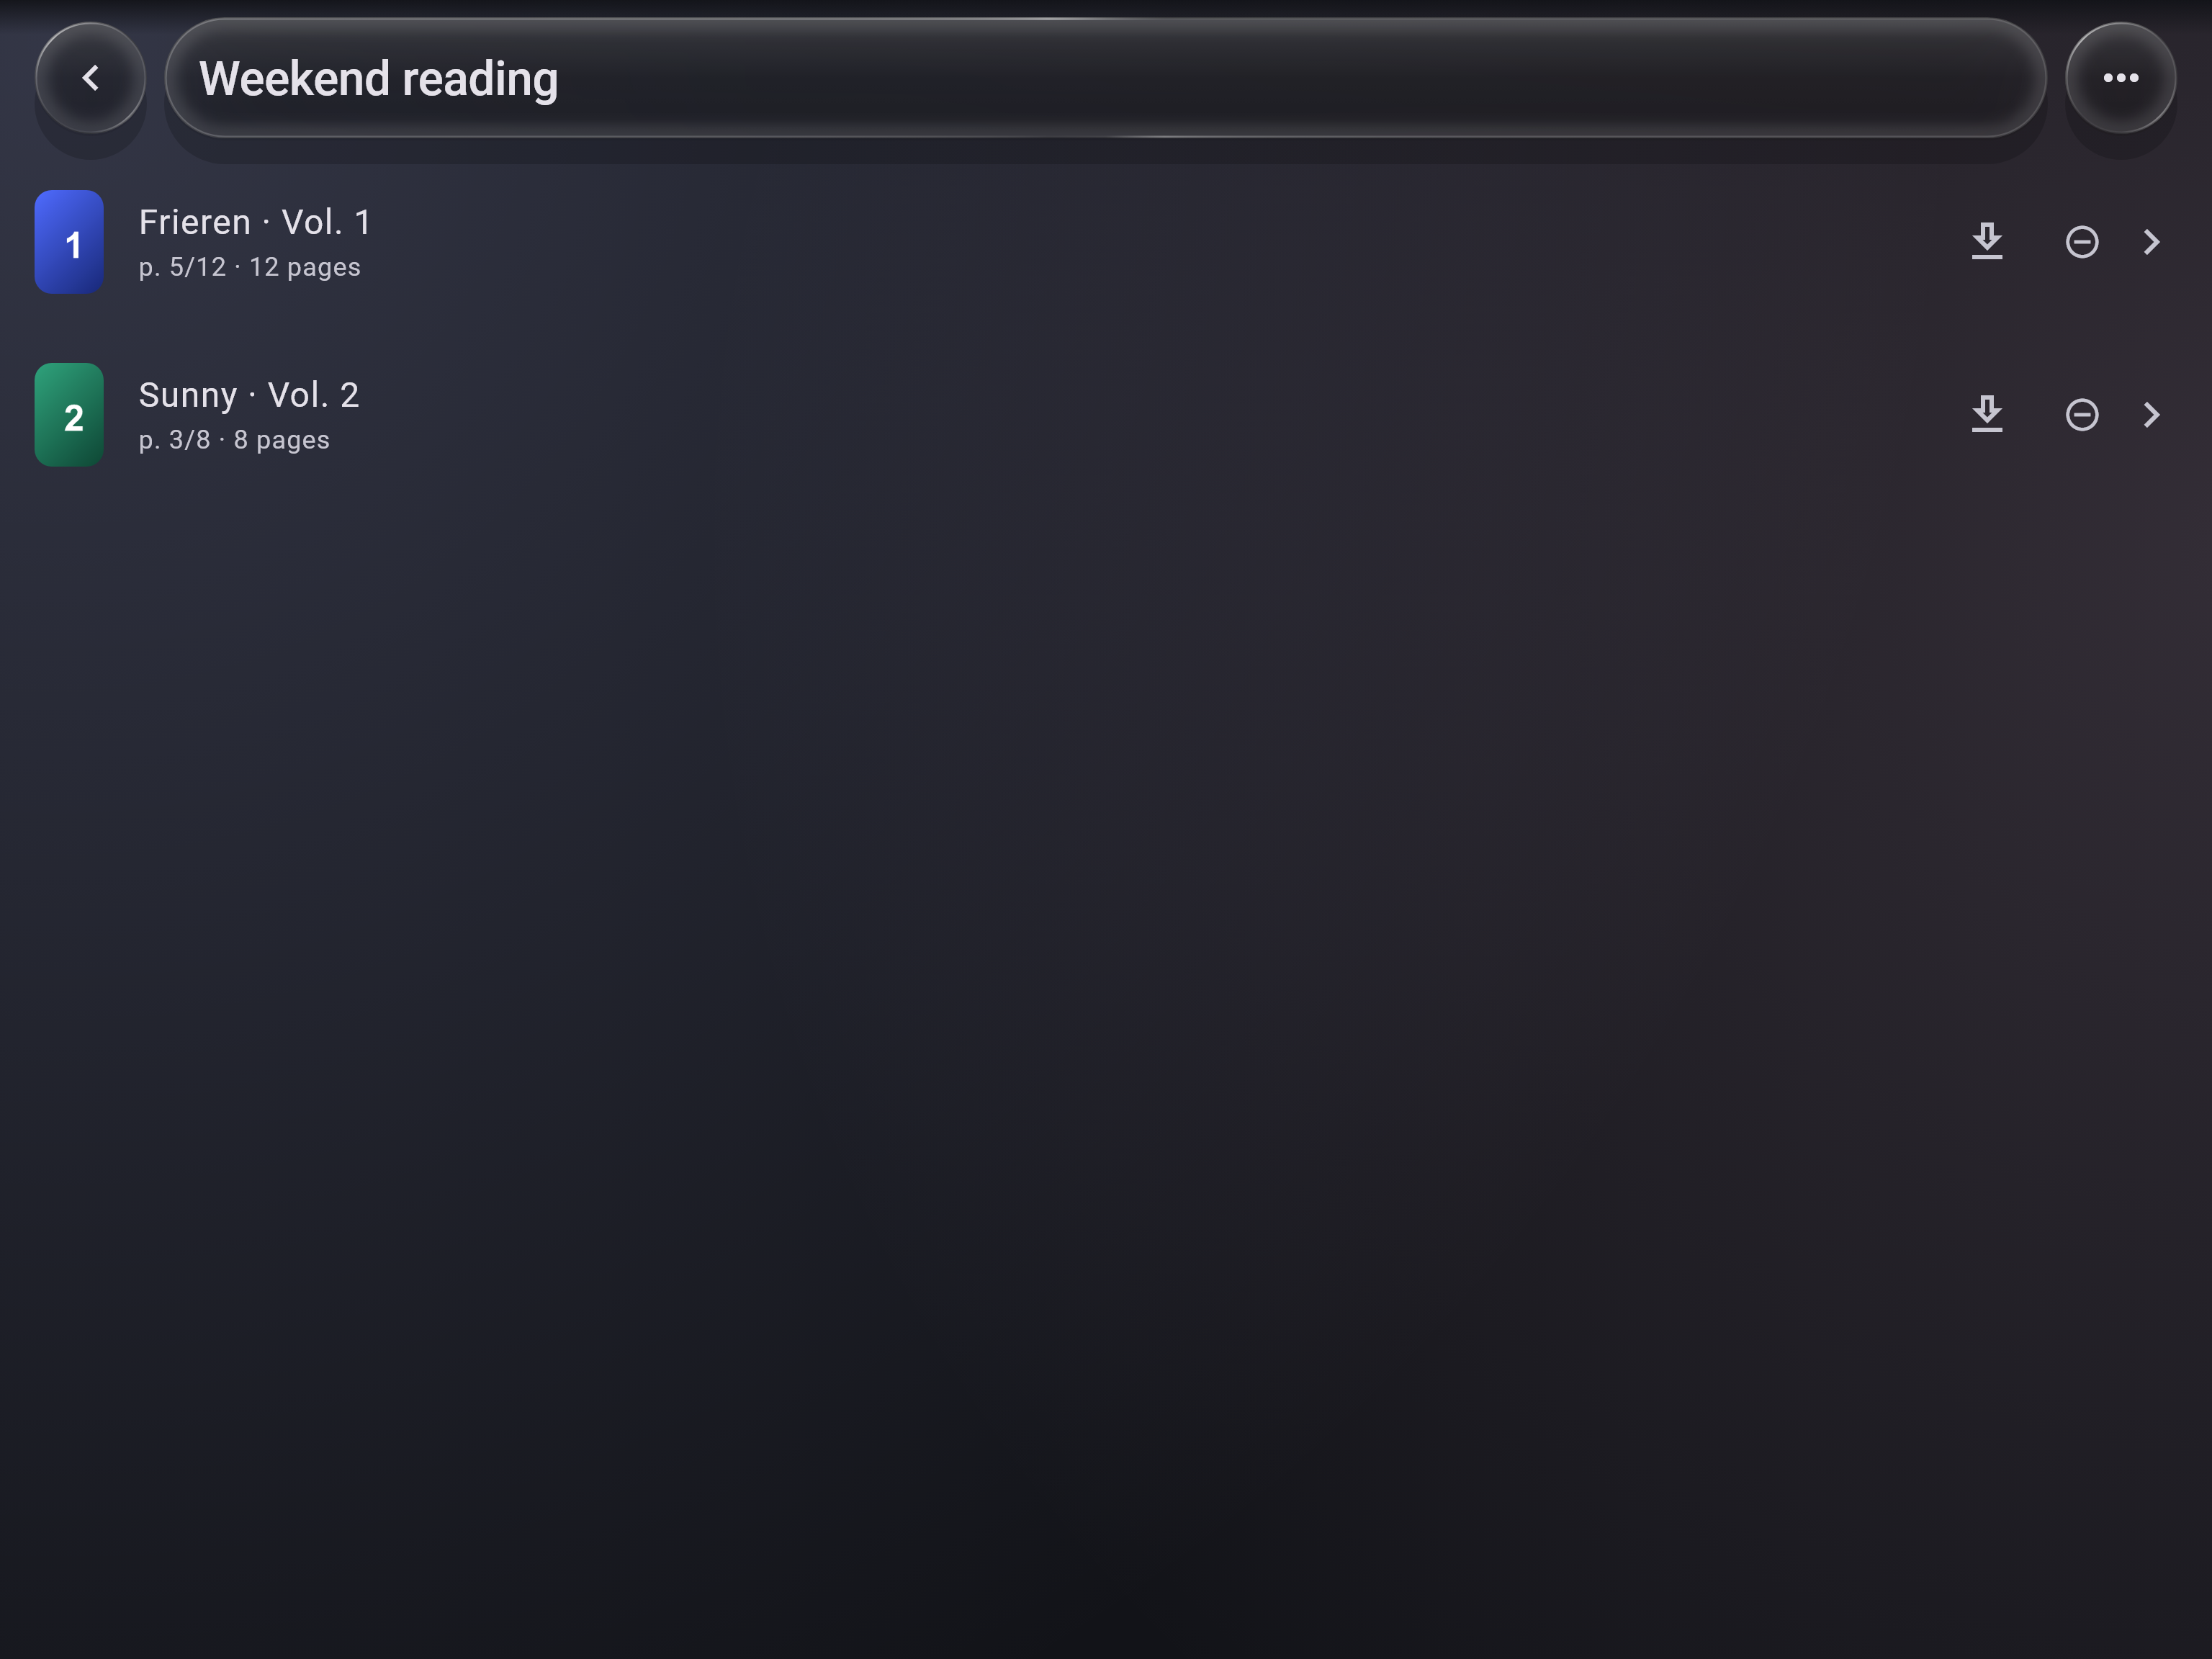 Weekend reading
1
Frieren · Vol. 1
p. 5/12 · 12 pages
2
Sunny · Vol. 2
p. 3/8 · 8 pages